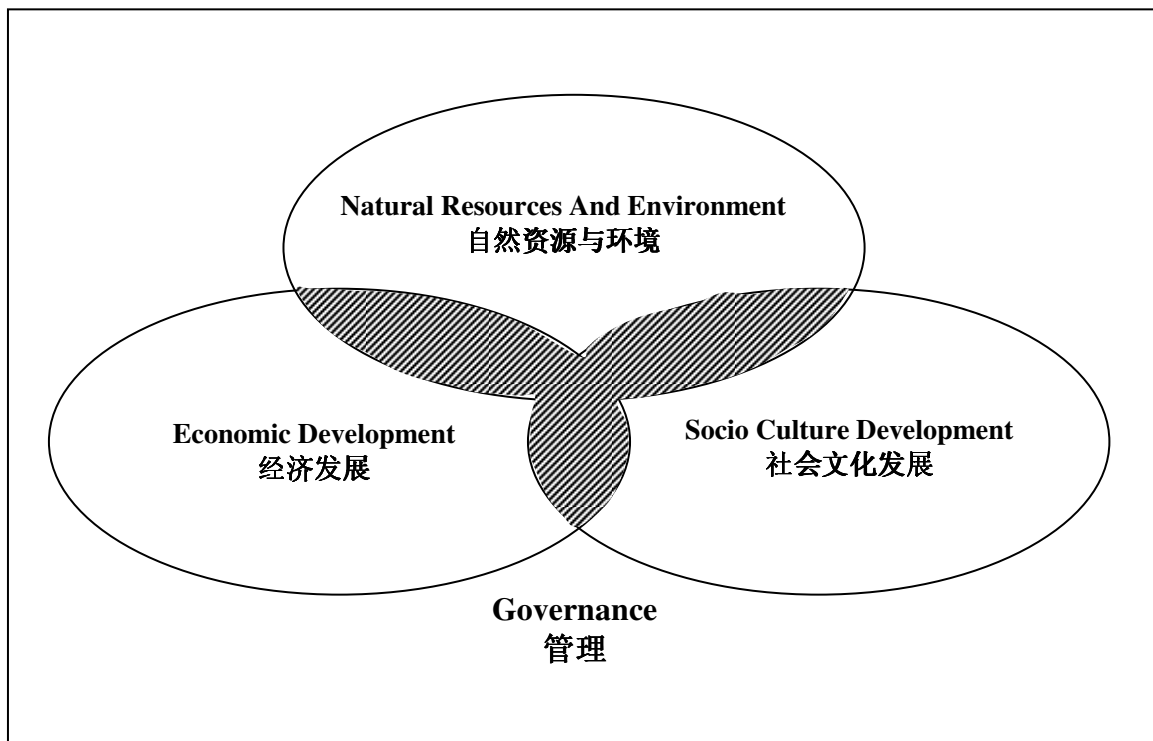 Natural Resources And Environment
自然资源与环境
Economic Development
经济发展
Socio Culture Development
社会文化发展
Governance
管理